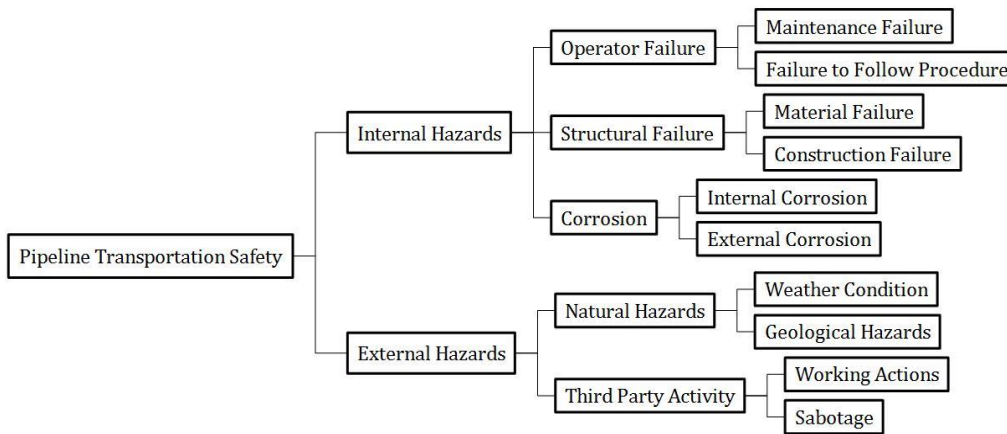 Pipeline Transportation Safety
Internal Hazards
Operator Failure
Maintenance Failure
Failure to Follow Procedure
Structural Failure
Material Failure
Construction Failure
Corrosion
Internal Corrosion
External Corrosion
External Hazards
Natural Hazards
Weather Condition
Geological Hazards
Third Party Activity
Working Actions
Sabotage